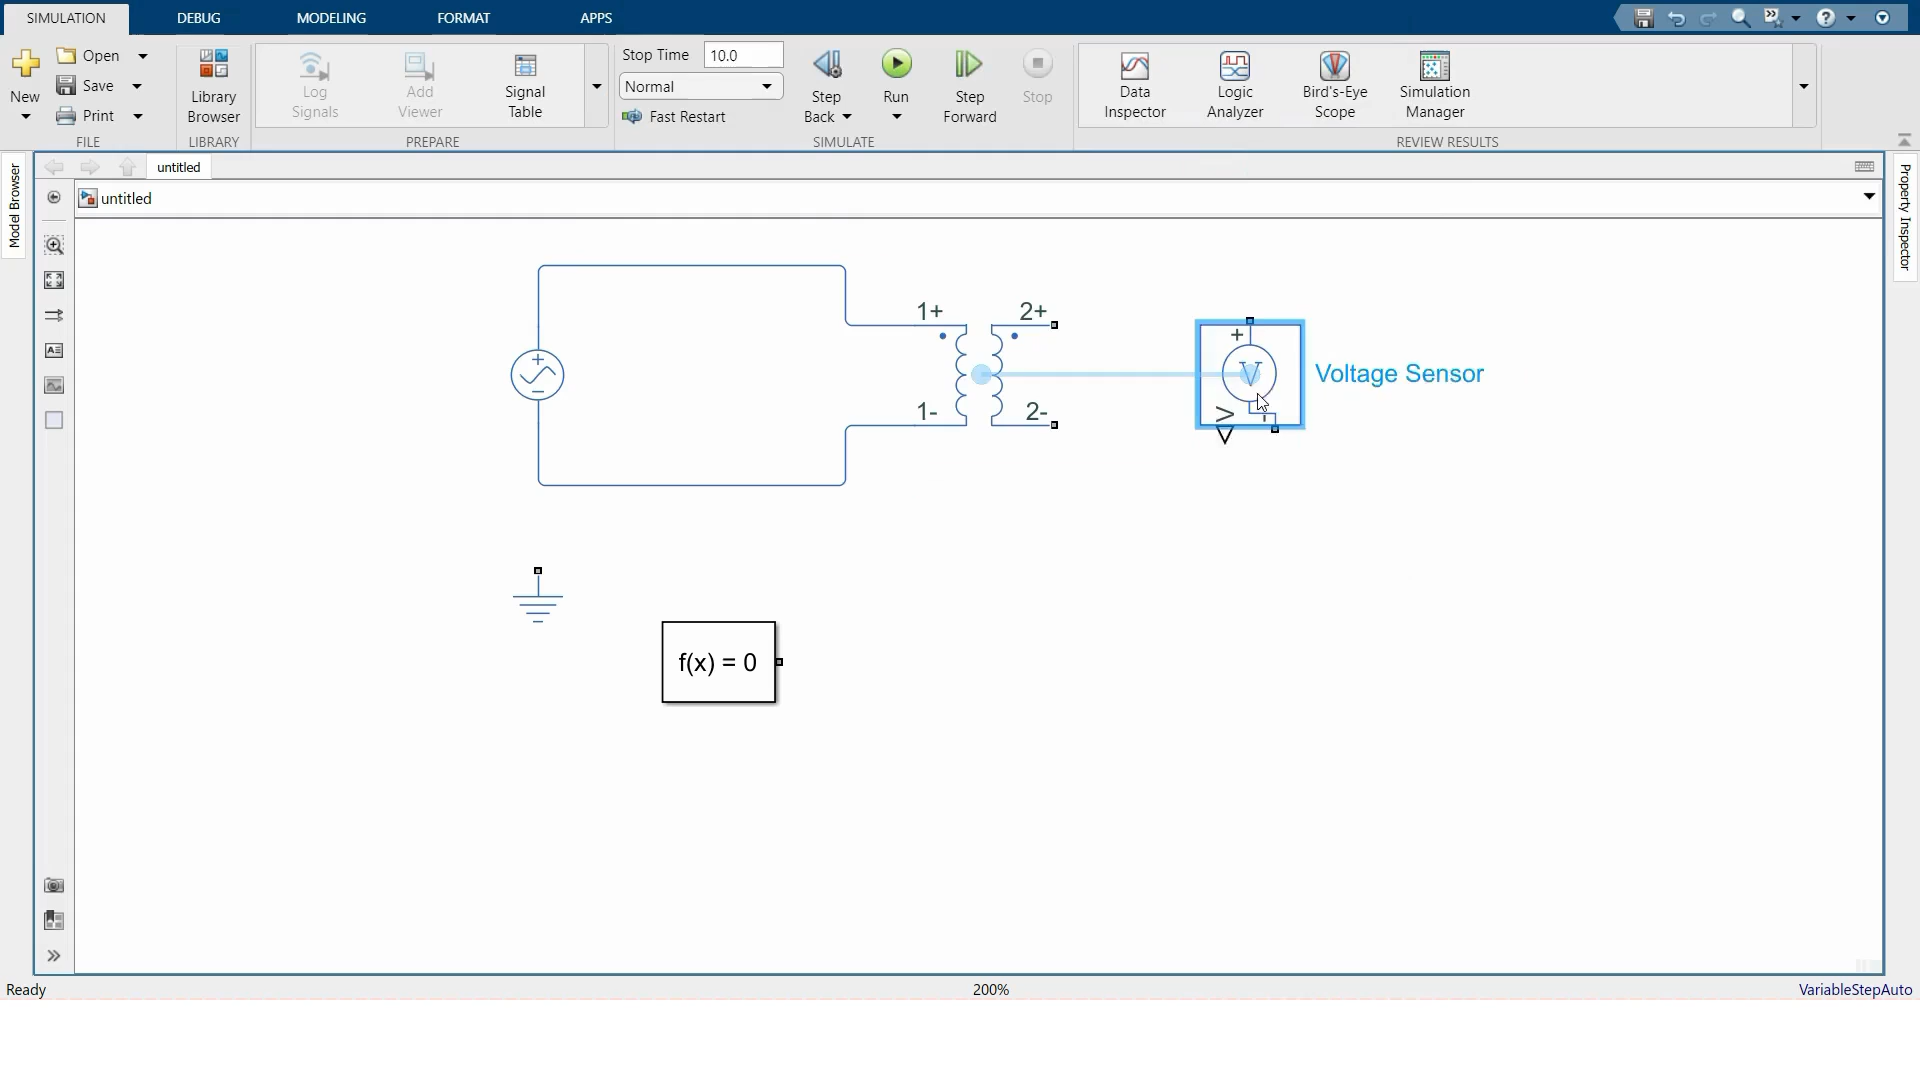 SIMULATION DEBUG MODELING FORMAT APPS
New
Open
Save
Print
FILE
Library
Browser
LIBRARY
Log
Signals
Add
Viewer
Signal
Table
PREPARE
Stop Time 10.0
Normal
Fast Restart
Step
Back
Run
Step
Forward
Stop
SIMULATE
Data
Inspector
Logic
Analyzer
Bird's-Eye
Scope
Simulation
Manager
REVIEW RESULTS
Model Browser
untitled
untitled
Property Inspector
1+ 2+
1- 2-
+
V
V
-
Voltage Sensor
f(x) = 0
Ready 200% VariableStepAuto